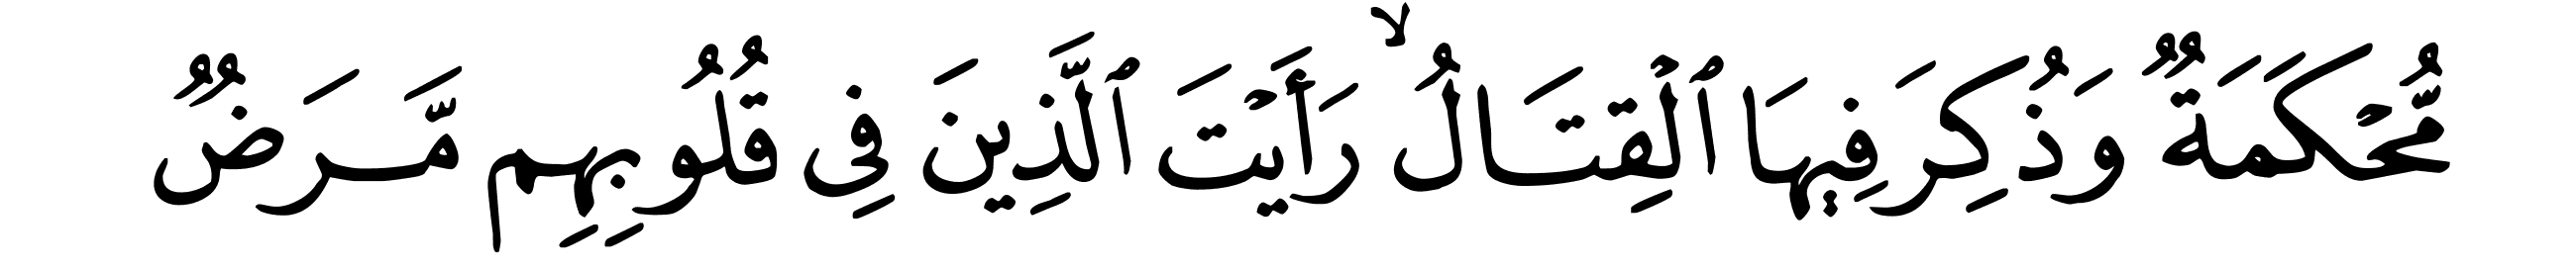 مُّحْكَمَةٌ وَذُكِرَ فِيهَا ٱلْقِتَالُ ۙ رَأَيْتَ ٱلَّذِينَ فِى قُلُوبِهِم مَّرَضٌ